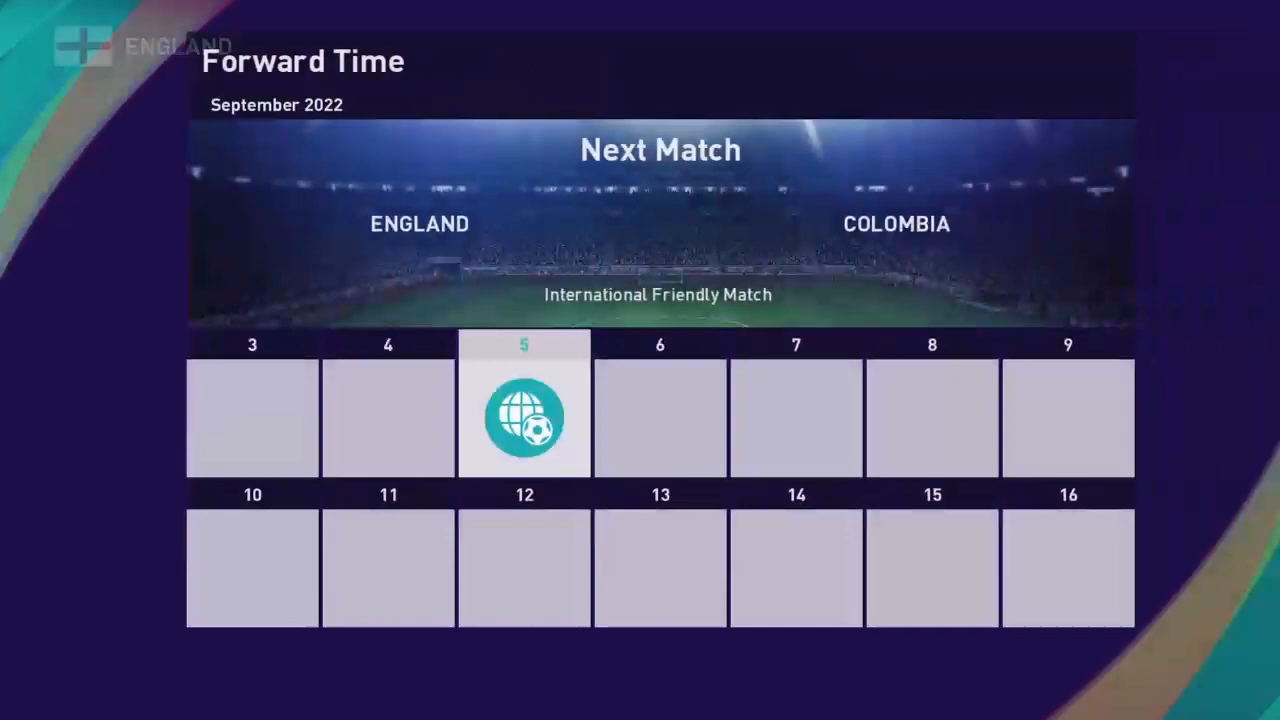 ENGLAND
Forward Time
September 2022
Next Match
ENGLAND COLOMBIA
International Friendly Match
3 4 5 6 7 8 9
10 11 12 13 14 15 16